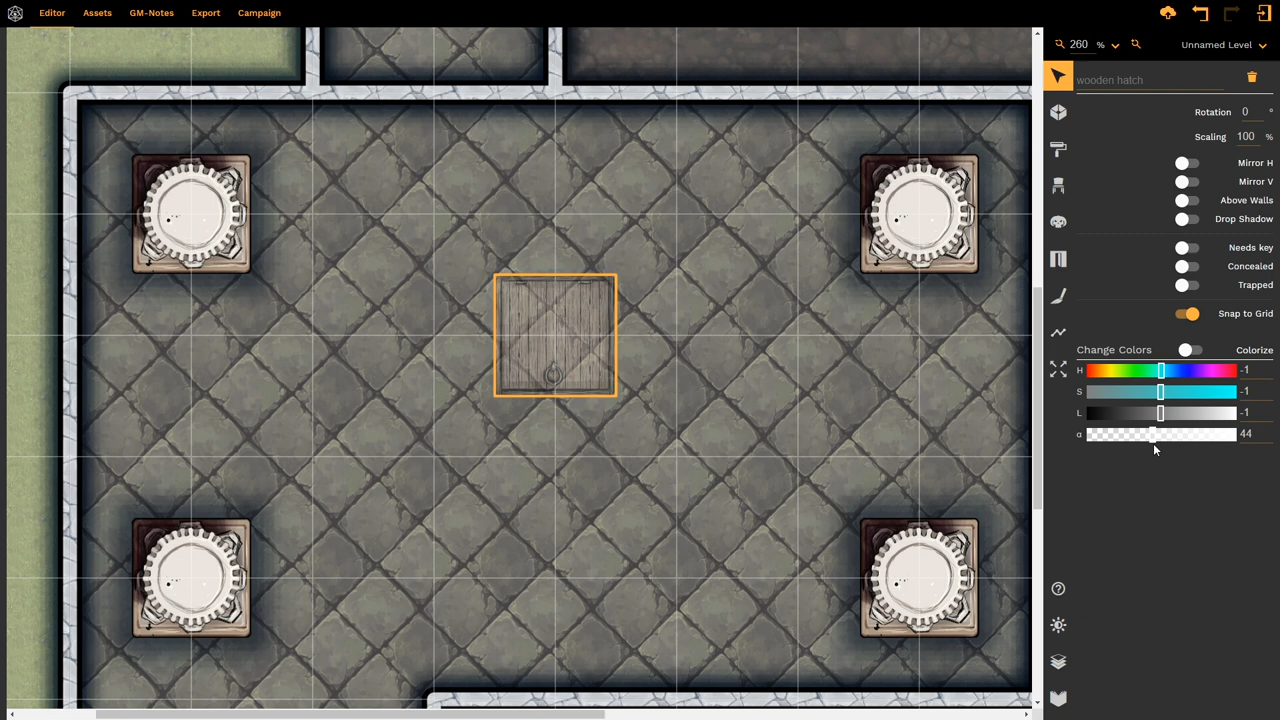 Editor Assets GM-Notes Export Campaign
260 % Unnamed Level
wooden hatch
Rotation 0 °
Scaling 100 %
Mirror H
Mirror V
Above Walls
Drop Shadow
Needs key
Concealed
Trapped
Snap to Grid
Change Colors Colorize
H -1
S -1
L -1
α 44